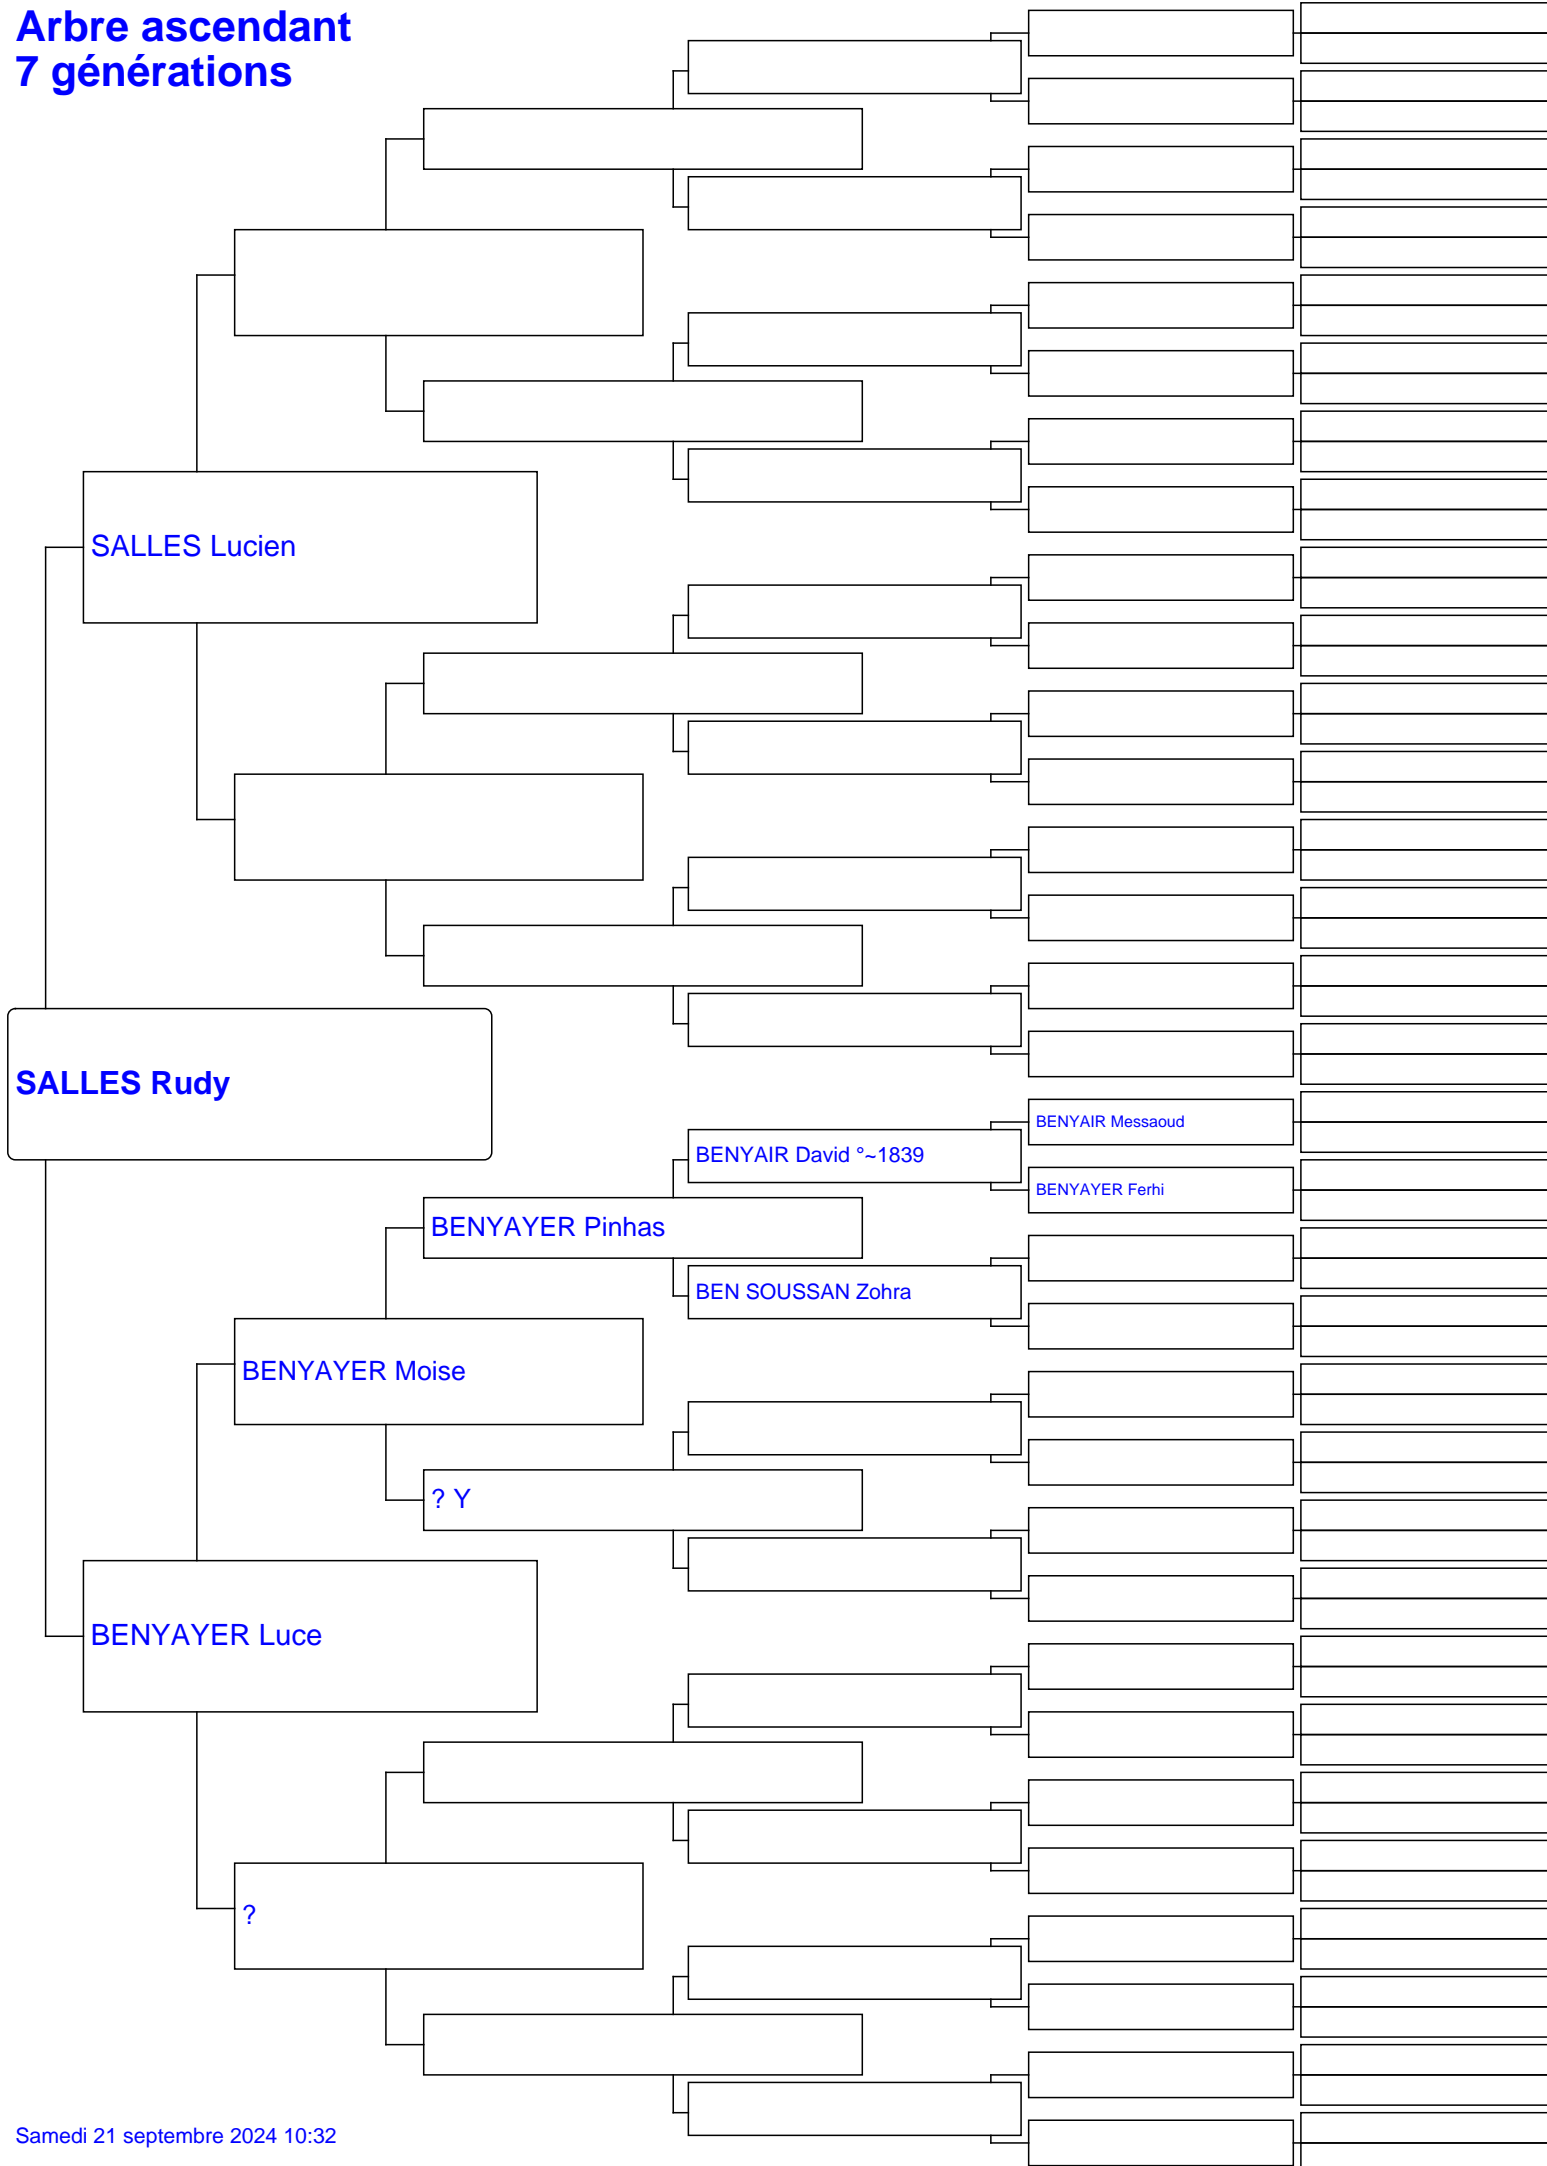 Arbre ascendant
7 générations
SALLES Lucien
SALLES Rudy
BENYAIR Messaoud
BENYAIR David °~1839
BENYAYER Ferhi
BENYAYER Pinhas
BEN SOUSSAN Zohra
BENYAYER Moise
? Y
BENYAYER Luce
?
Samedi 21 septembre 2024 10:32